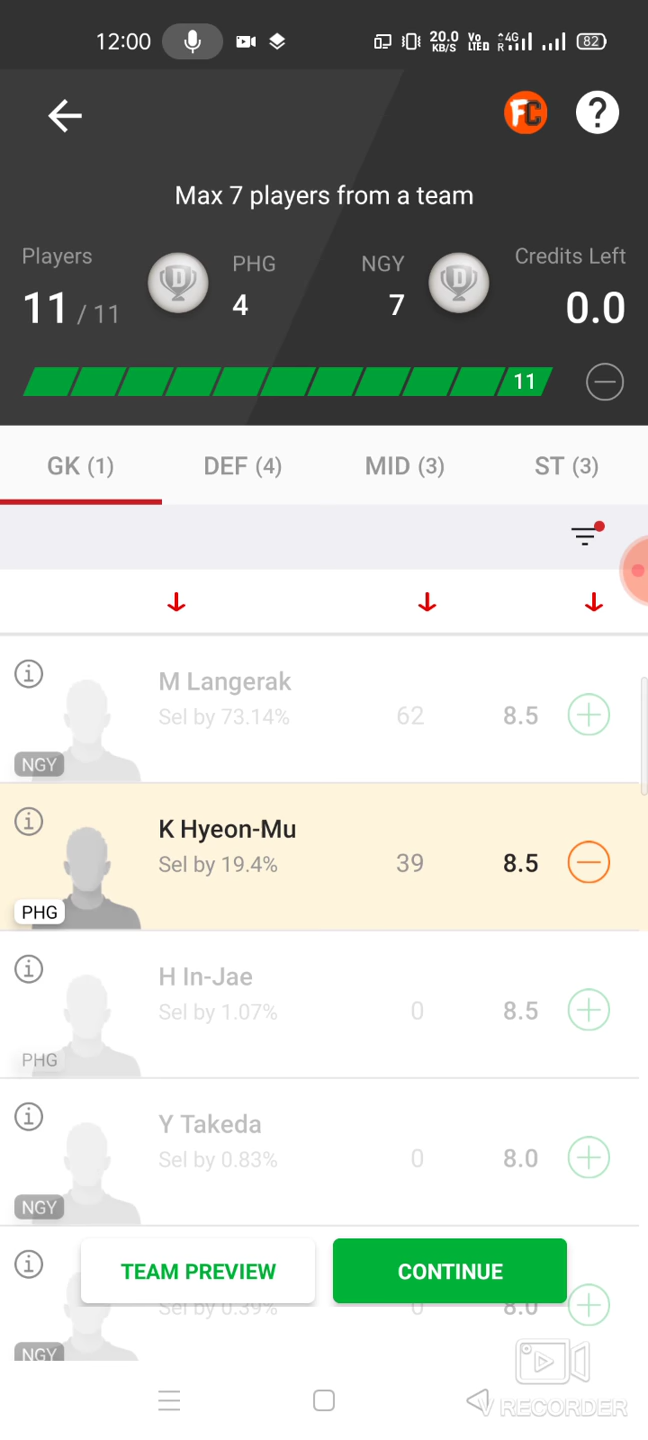 12:00 20.0 KB/S Vo LTED 4G R 82
FC ?
Max 7 players from a team
Players PHG NGY Credits Left
11 / 11 D 4 7 D 0.0
11
GK (1) DEF (4) MID (3) ST (3)
M Langerak
Sel by 73.14% 62 8.5
NGY
K Hyeon-Mu
Sel by 19.4% 39 8.5
PHG
H In-Jae
Sel by 1.07% 0 8.5
PHG
Y Takeda
Sel by 0.83% 0 8.0
NGY
TEAM PREVIEW CONTINUE
Sel by 0.39% 0 8.0
NGY
V RECORDER